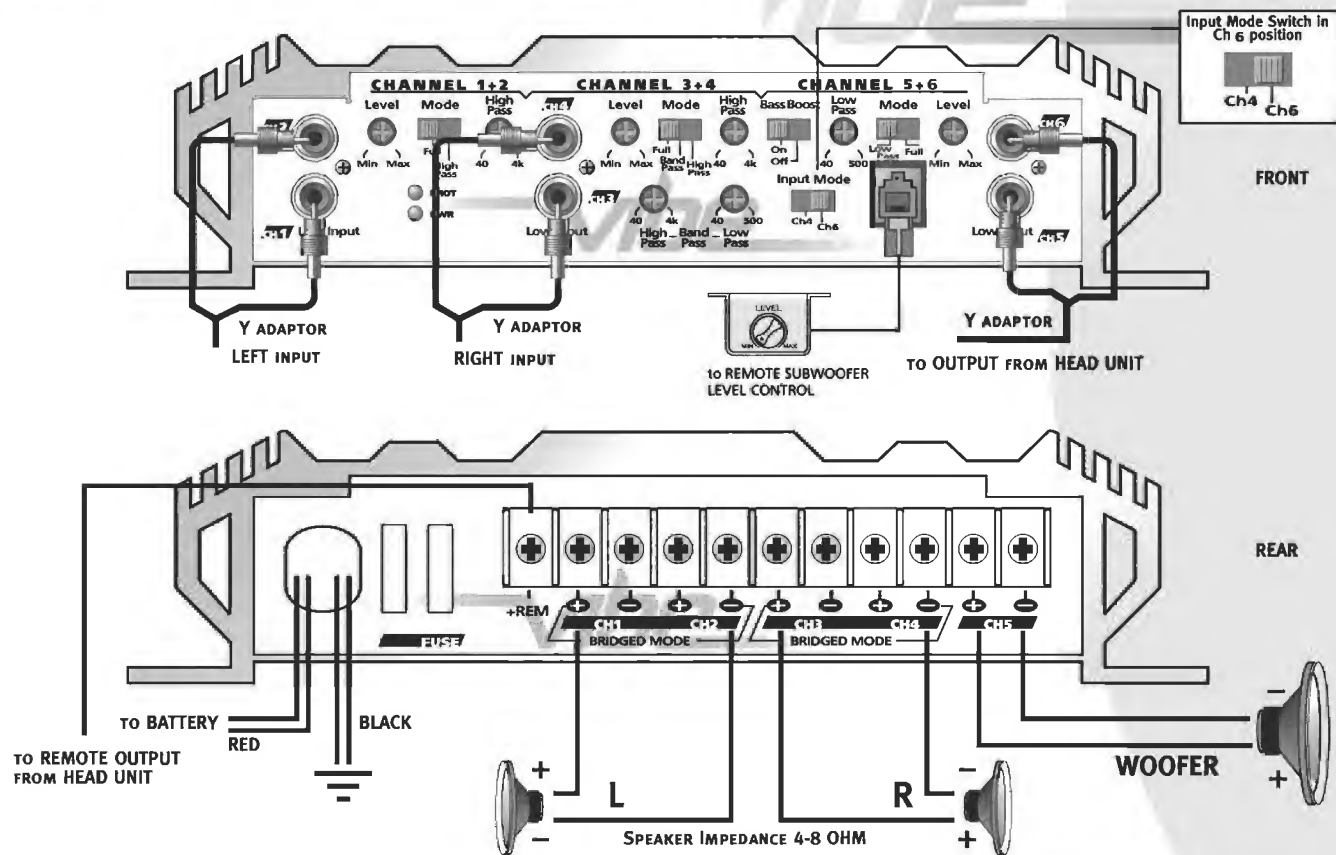 Input Mode Switch in
Ch 6 position
Ch4
Ch6
CHANNEL 1+2
CHANNEL 3+4
CHANNEL 5+6
Level
Mode
High
Pass
CH4
Level
Mode
High
Pass
Bass Boost
Low
Pass
Mode
Level
CH6
Min Max
High
Pass
40 4k
Min Max
Full
Band
Pass
High
Pass
40 4k
On
Off
40 500
Low
Pass
Full
Min Max
Input Mode
Ch4
Ch6
CH1
Input
CH3
40 4k
40 500
High
Pass
Band
Pass
Low
Pass
CH5
FRONT
Y ADAPTOR
LEFT INPUT
Y ADAPTOR
RIGHT INPUT
LEVEL
MIN MAX
to REMOTE SUBWOOFER
LEVEL CONTROL
Y ADAPTOR
TO OUTPUT FROM HEAD UNIT
REAR
+REM
+ − + − + − + − + −
CH1 CH2
CH3 CH4
CH5
BRIDGED MODE
BRIDGED MODE
FUSE
TO BATTERY
RED
BLACK
TO REMOTE OUTPUT
FROM HEAD UNIT
+
L
−
−
R
+
SPEAKER IMPEDANCE 4-8 OHM
−
WOOFER
+